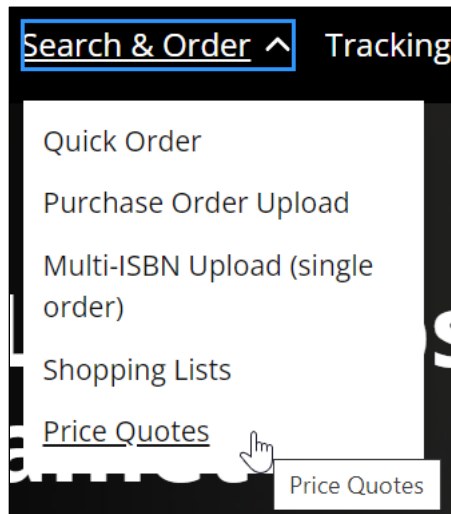 Search & Order Tracking
Quick Order
Purchase Order Upload
Multi-ISBN Upload (single
order)
Shopping Lists
Price Quotes
Price Quotes